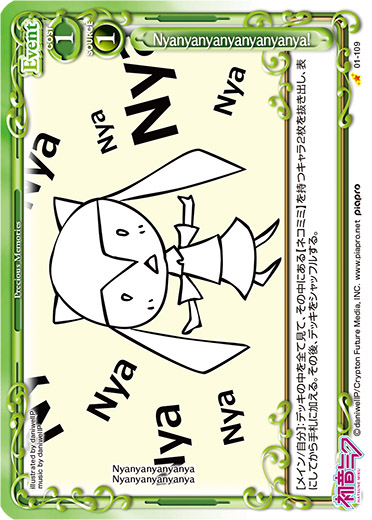 Event
COST
1
SOURCE
1
Nyanyanyanyanyanyanya!
01-109
Precious Memories
Nya
Nya
Nya
Nya
Nya
Nya
Nya
Nya
illustrated by daniwellP
music by daniwellP
Nyanyanyanyanya
Nyanyanyanyanya
[メイン/自分]:デッキの中を全て見て、その中にある【ネコミミ】を持つキャラ2枚を抜き出し、表
にしてから手札に加える。その後、デッキをシャッフルする。
初音ミク
HATSUNE MIKU
© daniwellP/Crypton Future Media, INC. www.piapro.net piapro